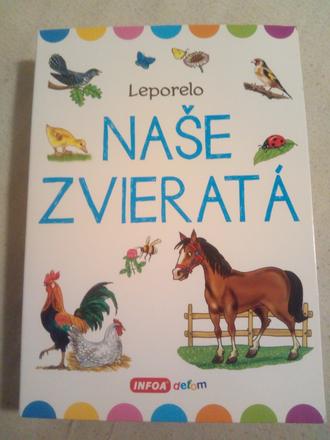 Leporelo
NAŠE
ZVIERATÁ
INFOA deťom